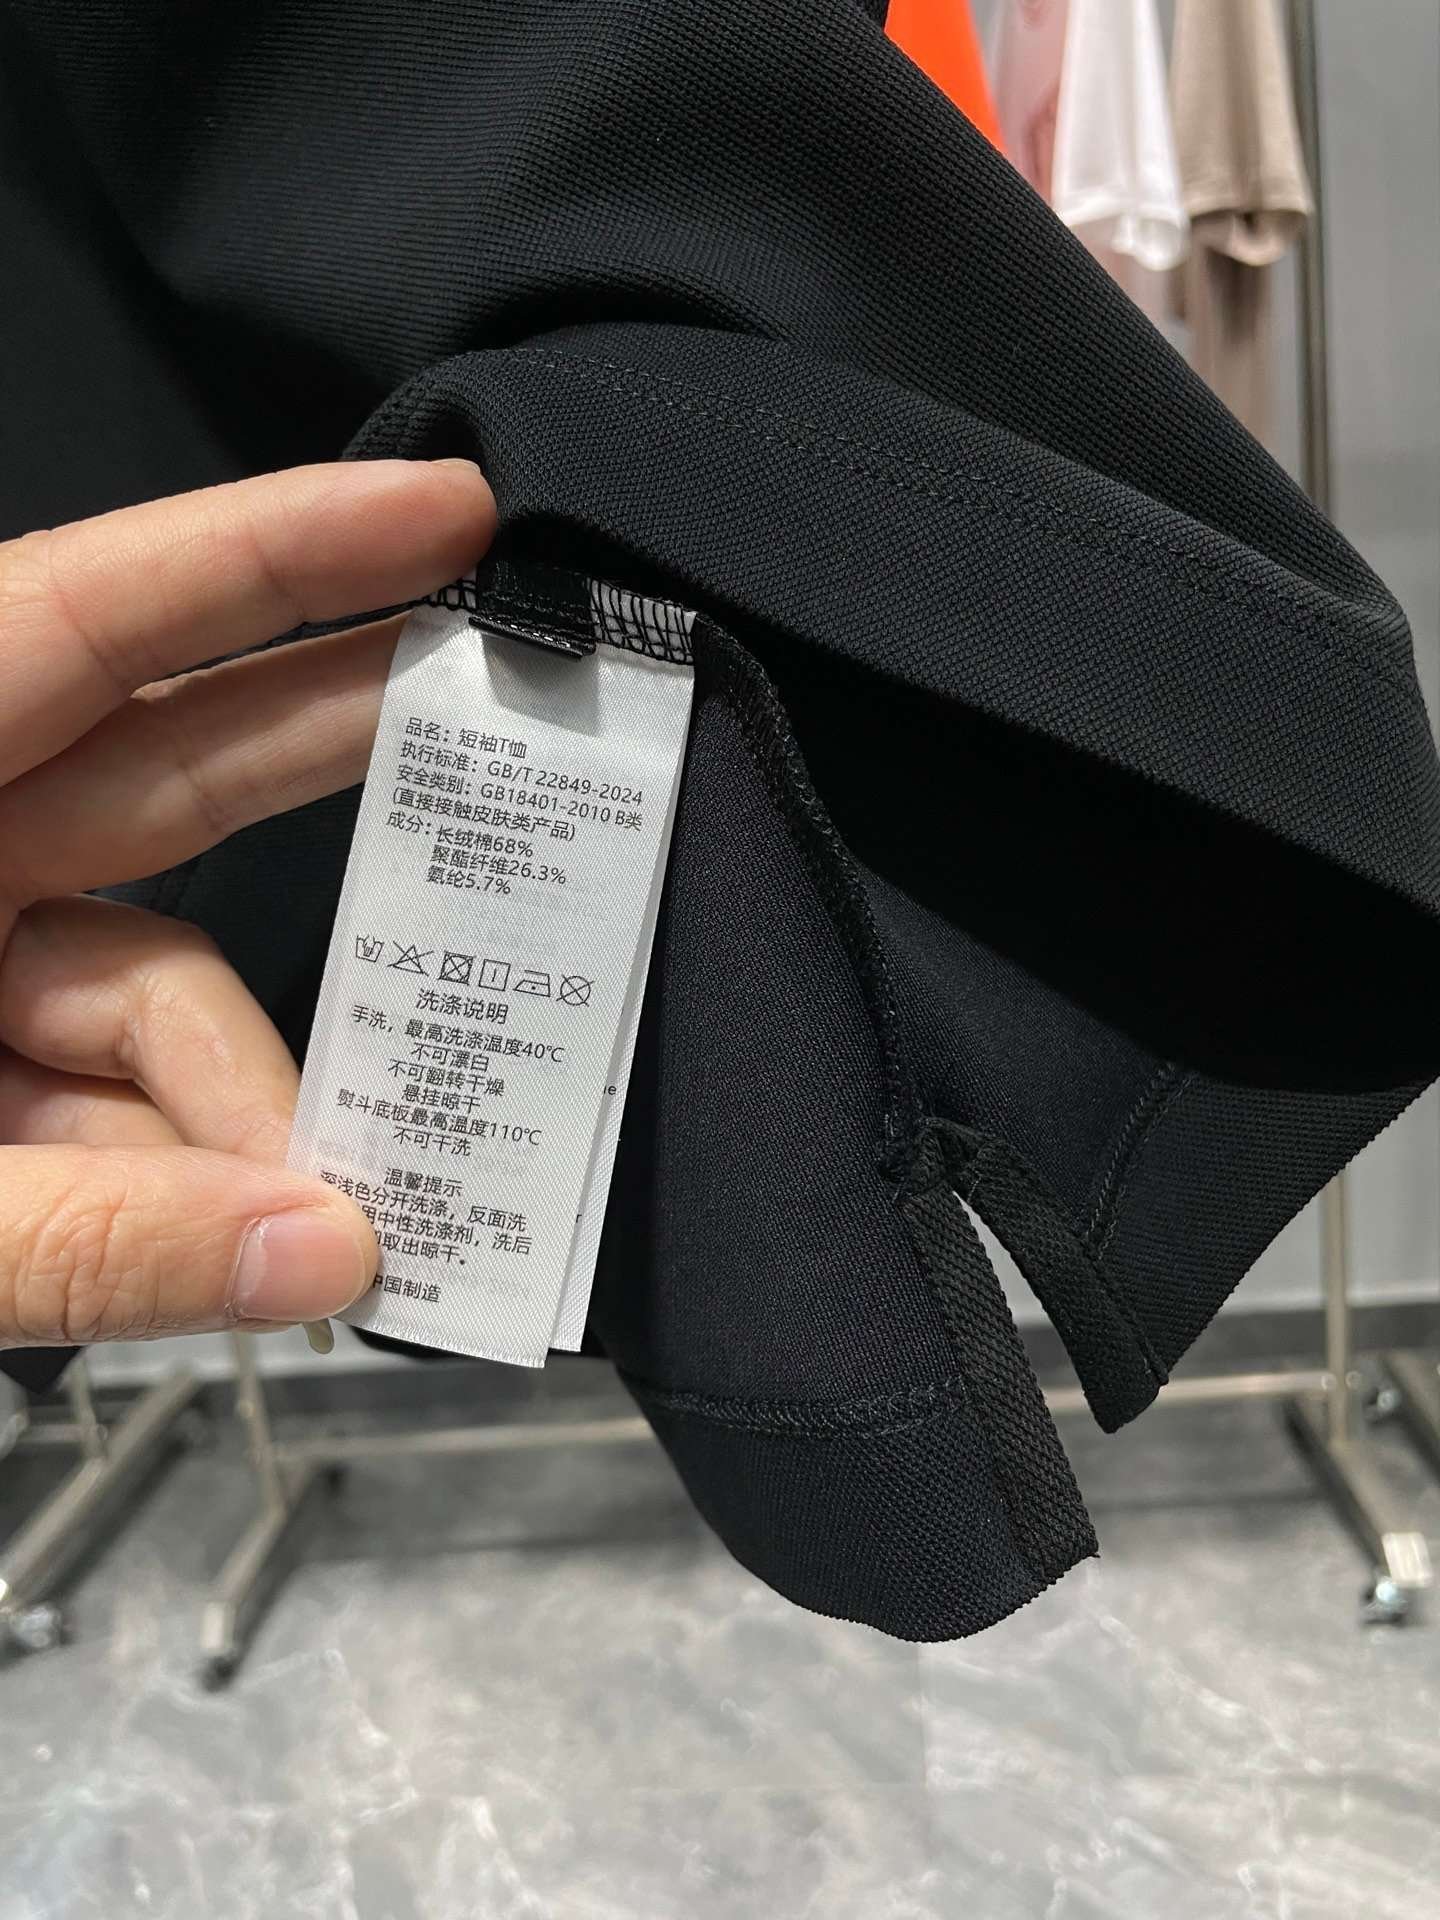 品名：短袖T恤
执行标准：GB/T 22849-2024
安全类别：GB18401-2010 B类
(直接接触皮肤类产品)
成分：长绒棉68%
聚酯纤维26.3%
氨纶5.7%
洗涤说明
手洗，最高洗涤温度40℃
不可漂白
不可翻转干燥
悬挂晾干
熨斗底板最高温度110℃
不可干洗
温馨提示
深浅色分开洗涤，反面洗
用中性洗涤剂，洗后
取出晾干。
中国制造